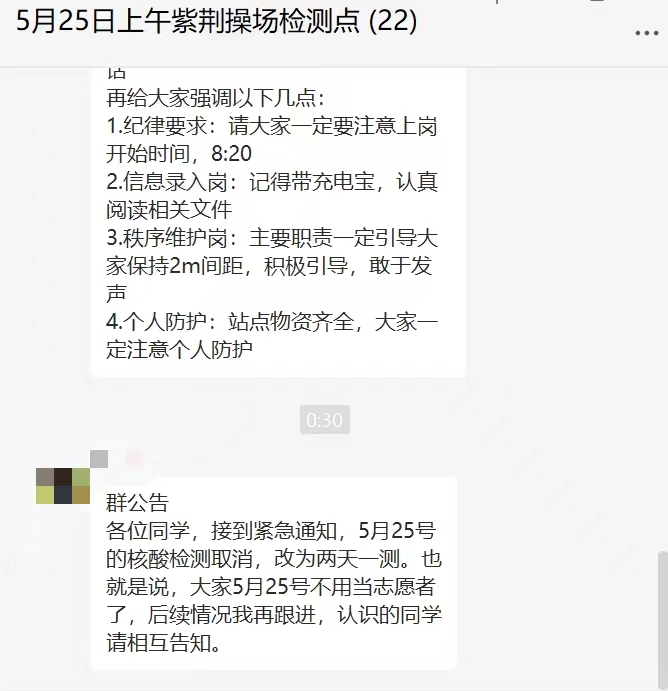 5月25日上午紫荆操场检测点 (22)
话
再给大家强调以下几点：
1.纪律要求：请大家一定要注意上岗
开始时间，8:20
2.信息录入岗：记得带充电宝，认真
阅读相关文件
3.秩序维护岗：主要职责一定引导大
家保持2m间距，积极引导，敢于发
声
4.个人防护：站点物资齐全，大家一
定注意个人防护
0:30
群公告
各位同学，接到紧急通知，5月25号
的核酸检测取消，改为两天一测。也
就是说，大家5月25号不用当志愿者
了，后续情况我再跟进，认识的同学
请相互告知。